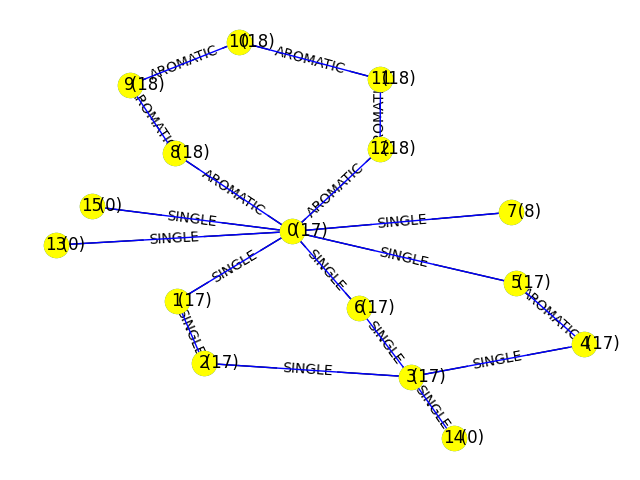 10(18)
AROMATIC
AROMATIC
11(18)
9(18)
AROMATIC
AROMATIC
12(18)
8(18)
AROMATIC
AROMATIC
15(0)
SINGLE
7(8)
SINGLE
0(17)
13(0)
SINGLE
SINGLE
SINGLE
SINGLE
5(17)
1(17)
6(17)
AROMATIC
SINGLE
SINGLE
4(17)
2(17)
SINGLE
SINGLE
3(17)
SINGLE
14(0)